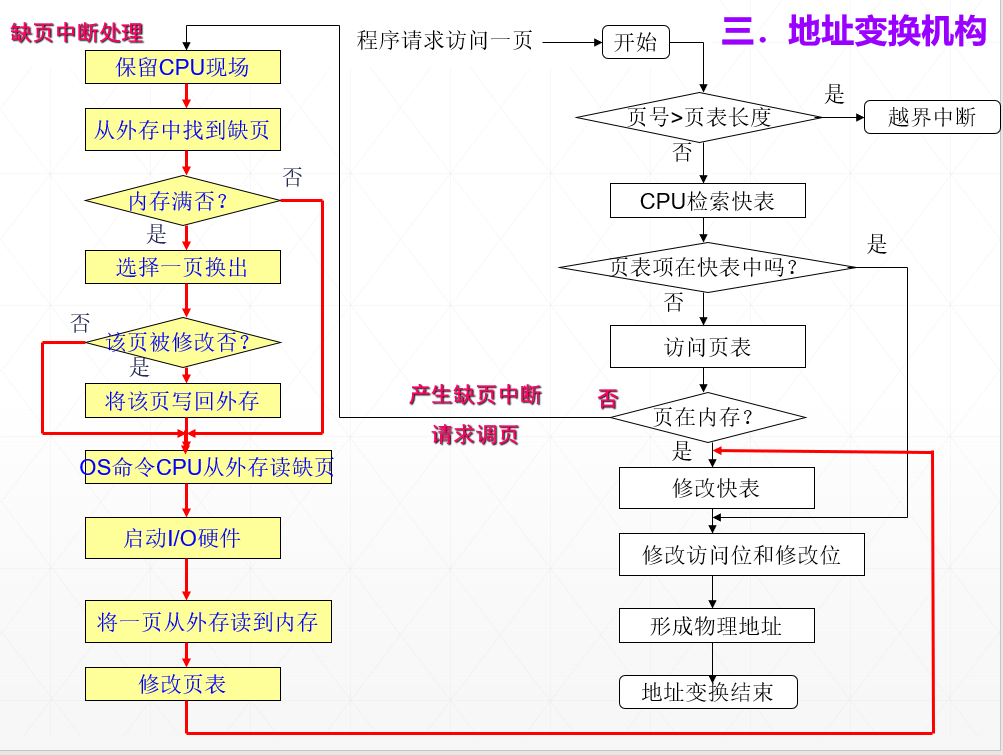 三．地址变换机构
缺页中断处理
保留CPU现场
从外存中找到缺页
内存满否？
否
是
选择一页换出
该页被修改否？
否
是
将该页写回外存
OS命令CPU从外存读缺页
启动I/O硬件
将一页从外存读到内存
修改页表
程序请求访问一页
开始
页号>页表长度
是
越界中断
否
CPU检索快表
页表项在快表中吗？
是
否
访问页表
页在内存？
否
产生缺页中断
请求调页
是
修改快表
修改访问位和修改位
形成物理地址
地址变换结束